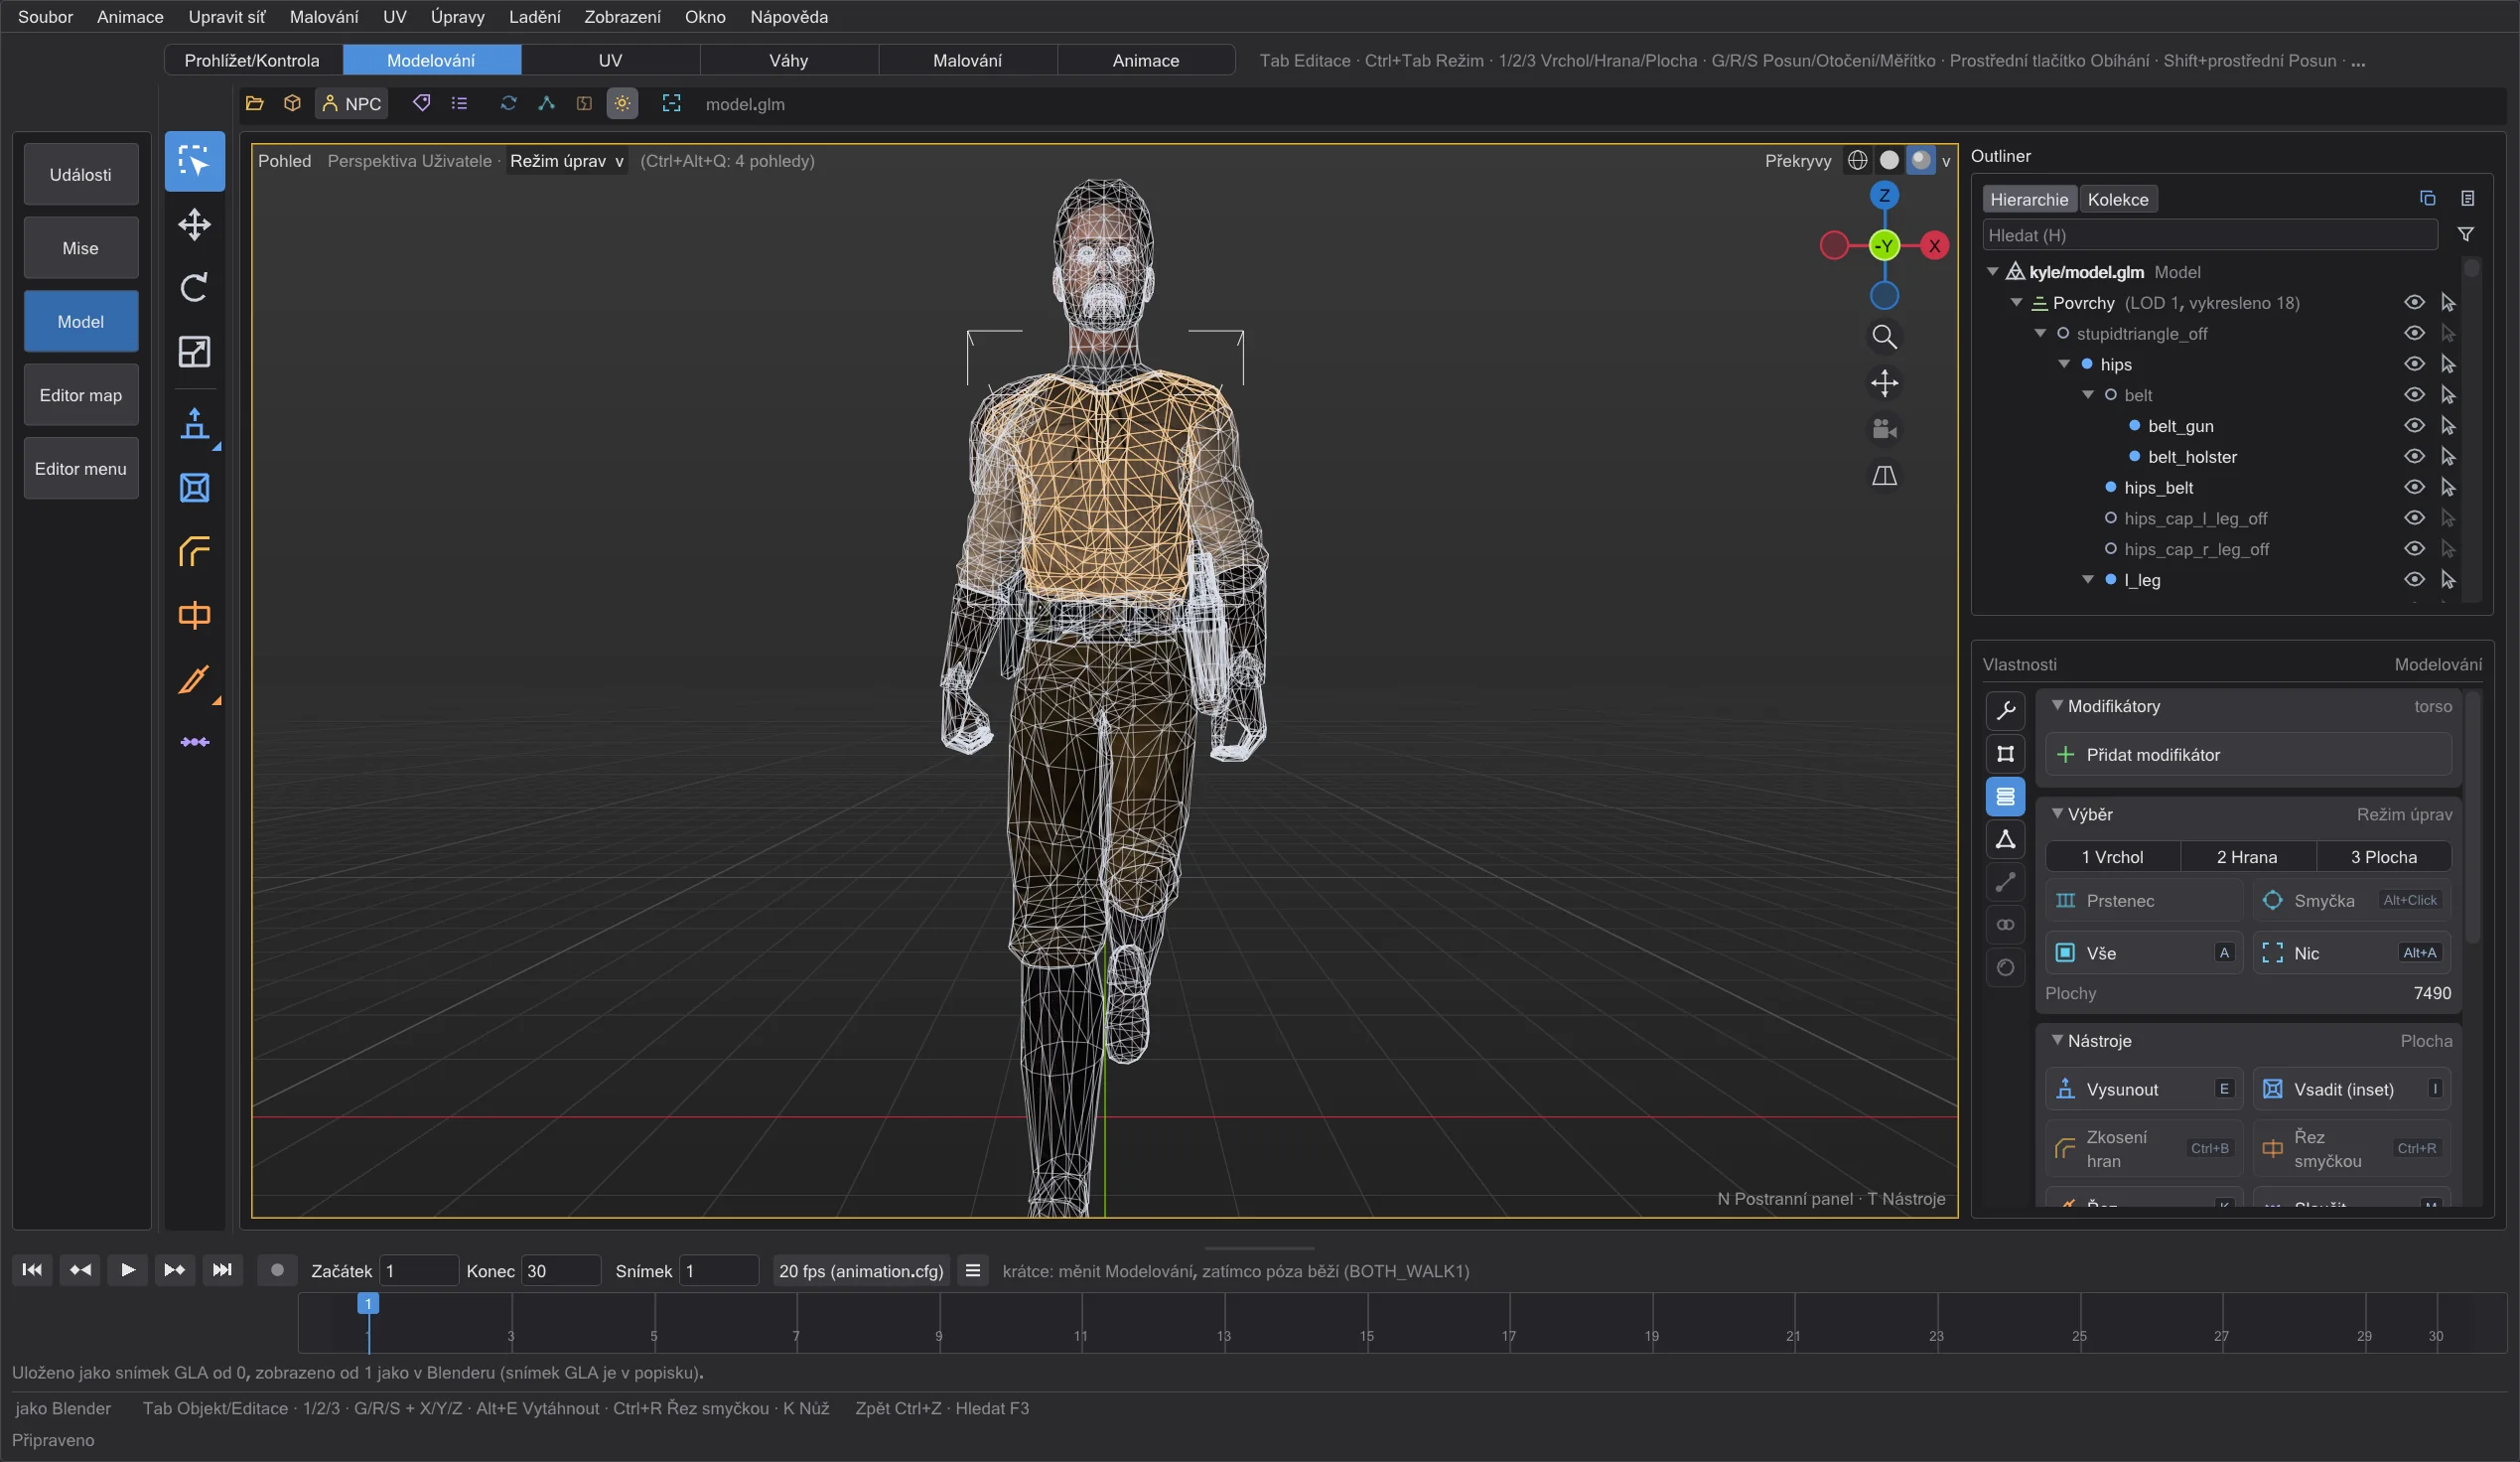 Soubor Animace Upravit síť Malování UV Úpravy Ladění Zobrazení Okno Nápověda
Prohlížet/Kontrola Modelování UV Váhy Malování Animace Tab Editace · Ctrl+Tab Režim · 1/2/3 Vrchol/Hrana/Plocha · G/R/S Posun/Otočení/Měřítko · Prostřední tlačítko Obíhání · Shift+prostřední Posun · ...
NPC model.glm
Události
Mise
Model
Editor map
Editor menu
Pohled Perspektiva Uživatele · Režim úprav v (Ctrl+Alt+Q: 4 pohledy)
Překryvy v
Z
-Y
X
N Postranní panel · T Nástroje
Outliner
Hierarchie Kolekce
Hledat (H)
kyle/model.glm Model
Povrchy (LOD 1, vykresleno 18)
stupidtriangle_off
hips
belt
belt_gun
belt_holster
hips_belt
hips_cap_l_leg_off
hips_cap_r_leg_off
l_leg
Vlastnosti Modelování
Modifikátory torso
Přidat modifikátor
Výběr Režim úprav
1 Vrchol 2 Hrana 3 Plocha
Prstenec Smyčka Alt+Click
Vše A Nic Alt+A
Plochy 7490
Nástroje Plocha
Vysunout E Vsadit (inset) I
Zkosení hran Ctrl+B Řez smyčkou Ctrl+R
Začátek 1 Konec 30 Snímek 1 20 fps (animation.cfg) krátce: měnit Modelování, zatímco póza běží (BOTH_WALK1)
1
1 3 5 7 9 11 13 15 17 19 21 23 25 27 29 30
Uloženo jako snímek GLA od 0, zobrazeno od 1 jako v Blenderu (snímek GLA je v popisku).
jako Blender Tab Objekt/Editace · 1/2/3 · G/R/S + X/Y/Z · Alt+E Vytáhnout · Ctrl+R Řez smyčkou · K Nůž Zpět Ctrl+Z · Hledat F3
Připraveno